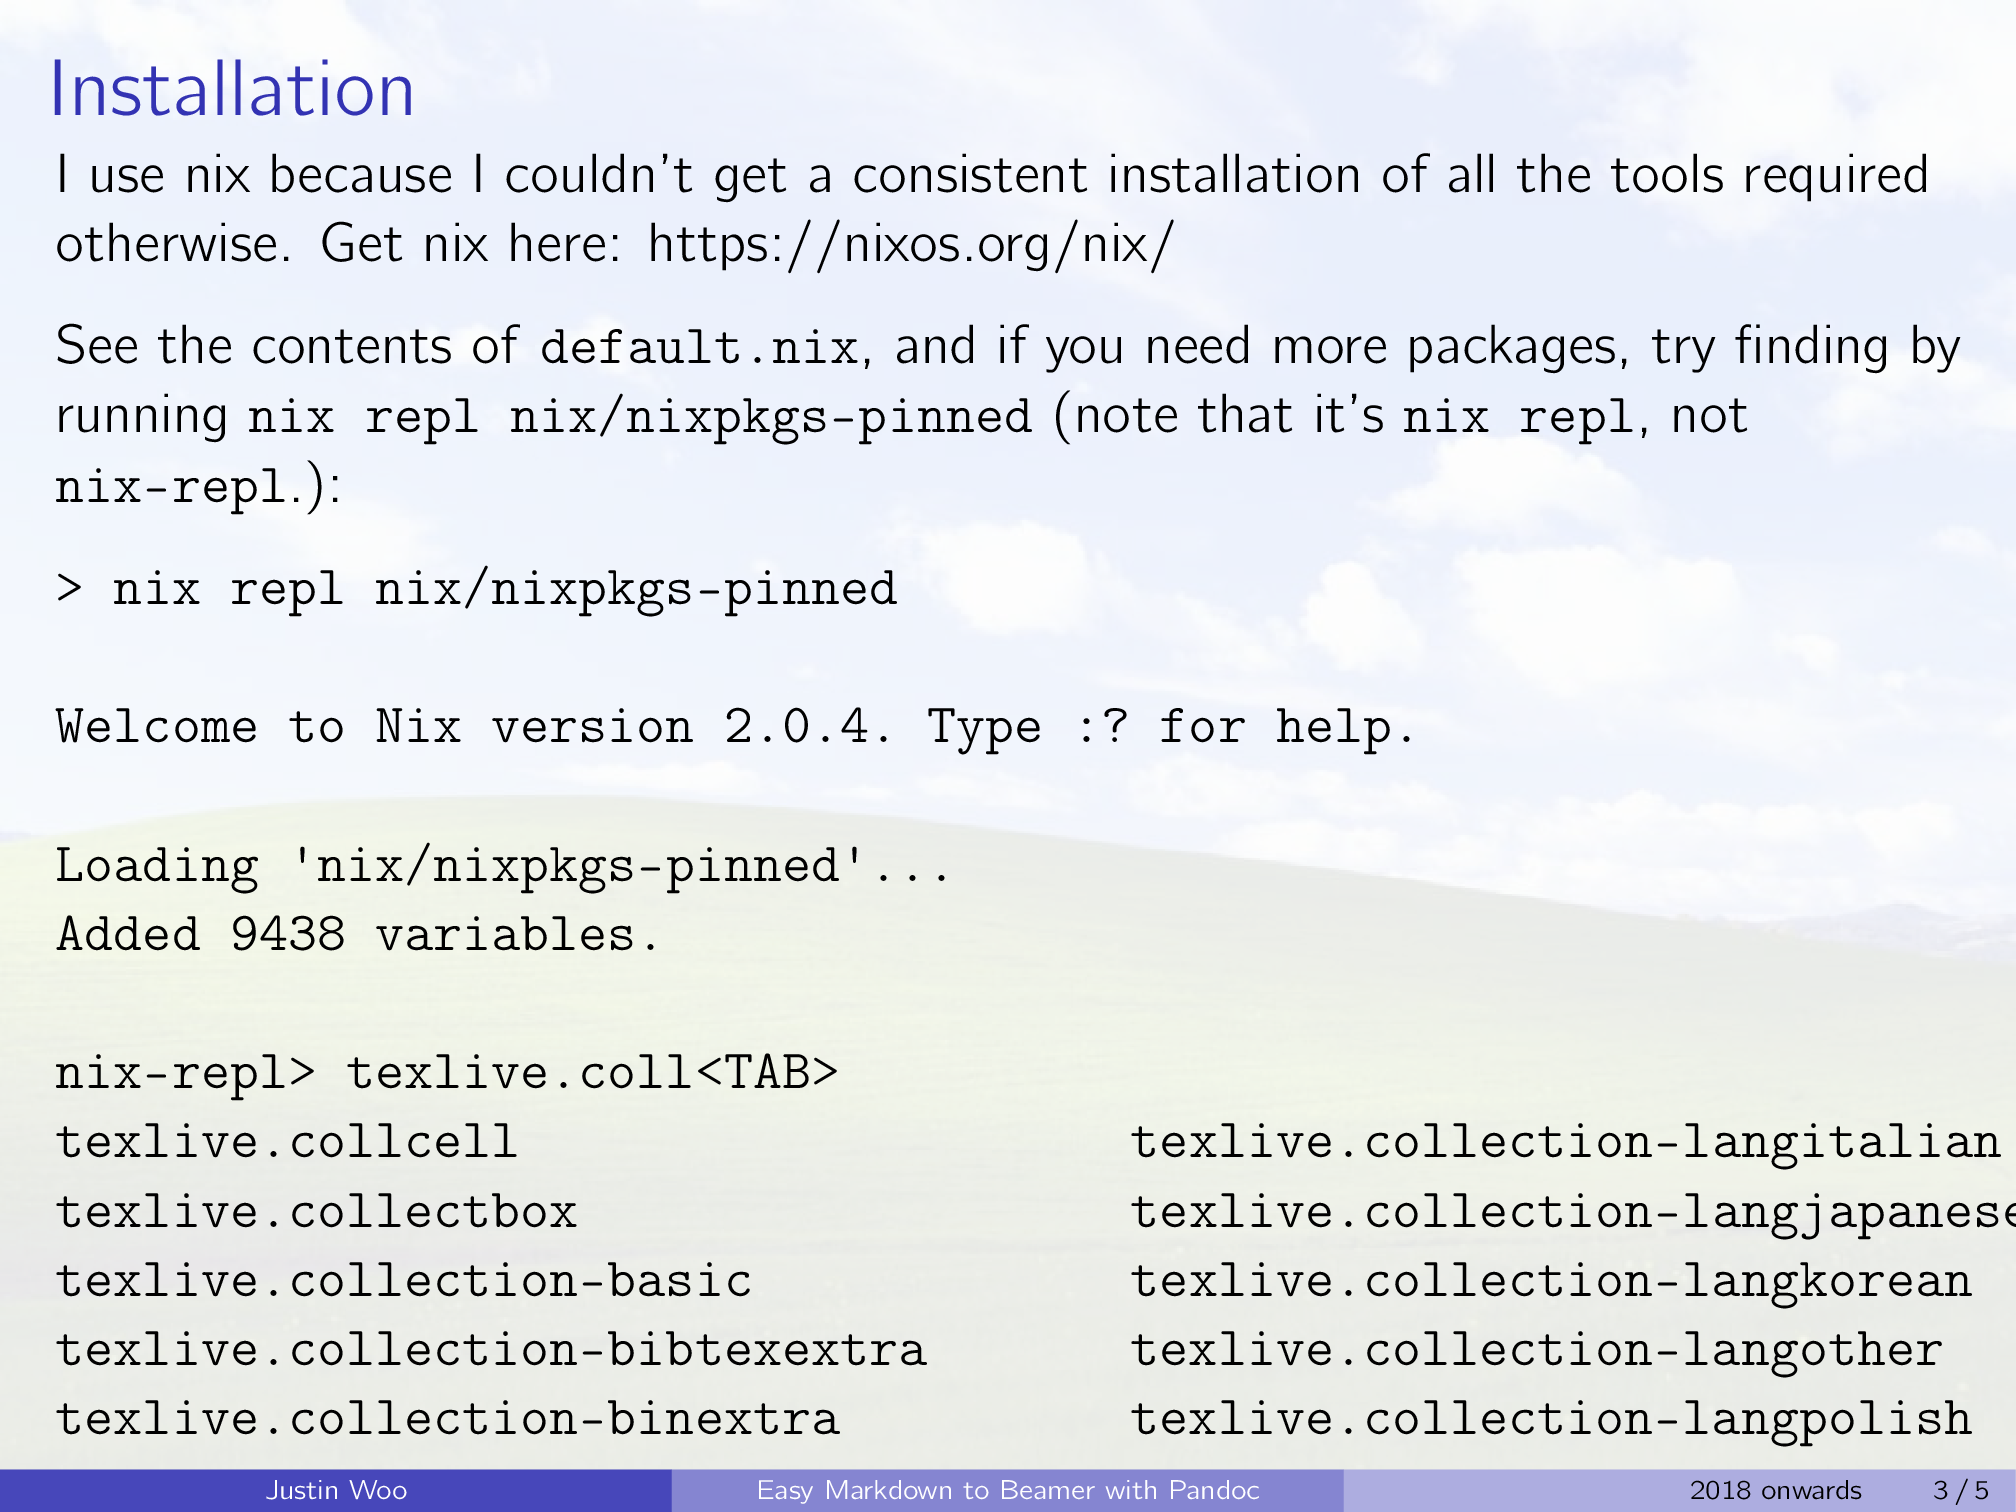 Installation
I use nix because I couldn't get a consistent installation of all the tools required
otherwise. Get nix here: https://nixos.org/nix/
See the contents of default.nix, and if you need more packages, try finding by
running nix repl nix/nixpkgs-pinned (note that it's nix repl, not
nix-repl.):
> nix repl nix/nixpkgs-pinned
Welcome to Nix version 2.0.4. Type :? for help.
Loading 'nix/nixpkgs-pinned'...
Added 9438 variables.
nix-repl> texlive.coll<TAB>
texlive.collcell texlive.collection-langitalian
texlive.collectbox texlive.collection-langjapanese
texlive.collection-basic texlive.collection-langkorean
texlive.collection-bibtexextra texlive.collection-langother
texlive.collection-binextra texlive.collection-langpolish
Justin Woo Easy Markdown to Beamer with Pandoc 2018 onwards 3 / 5